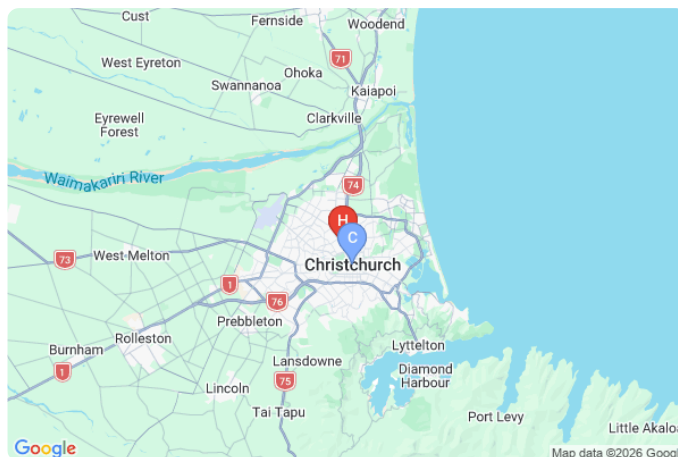 Cust
Fernside
Woodend
71
West Eyreton
Ohoka
Swannanoa
Kaiapoi
Clarkville
Eyrewell
Forest
Waimakariri River
74
H
C
Christchurch
73
West Melton
1
76
Prebbleton
Rolleston
Burnham
1
Lansdowne
Lyttelton
Diamond
Harbour
Lincoln
75
Tai Tapu
Port Levy
Little Akaloa
Google
Map data ©2026 Google